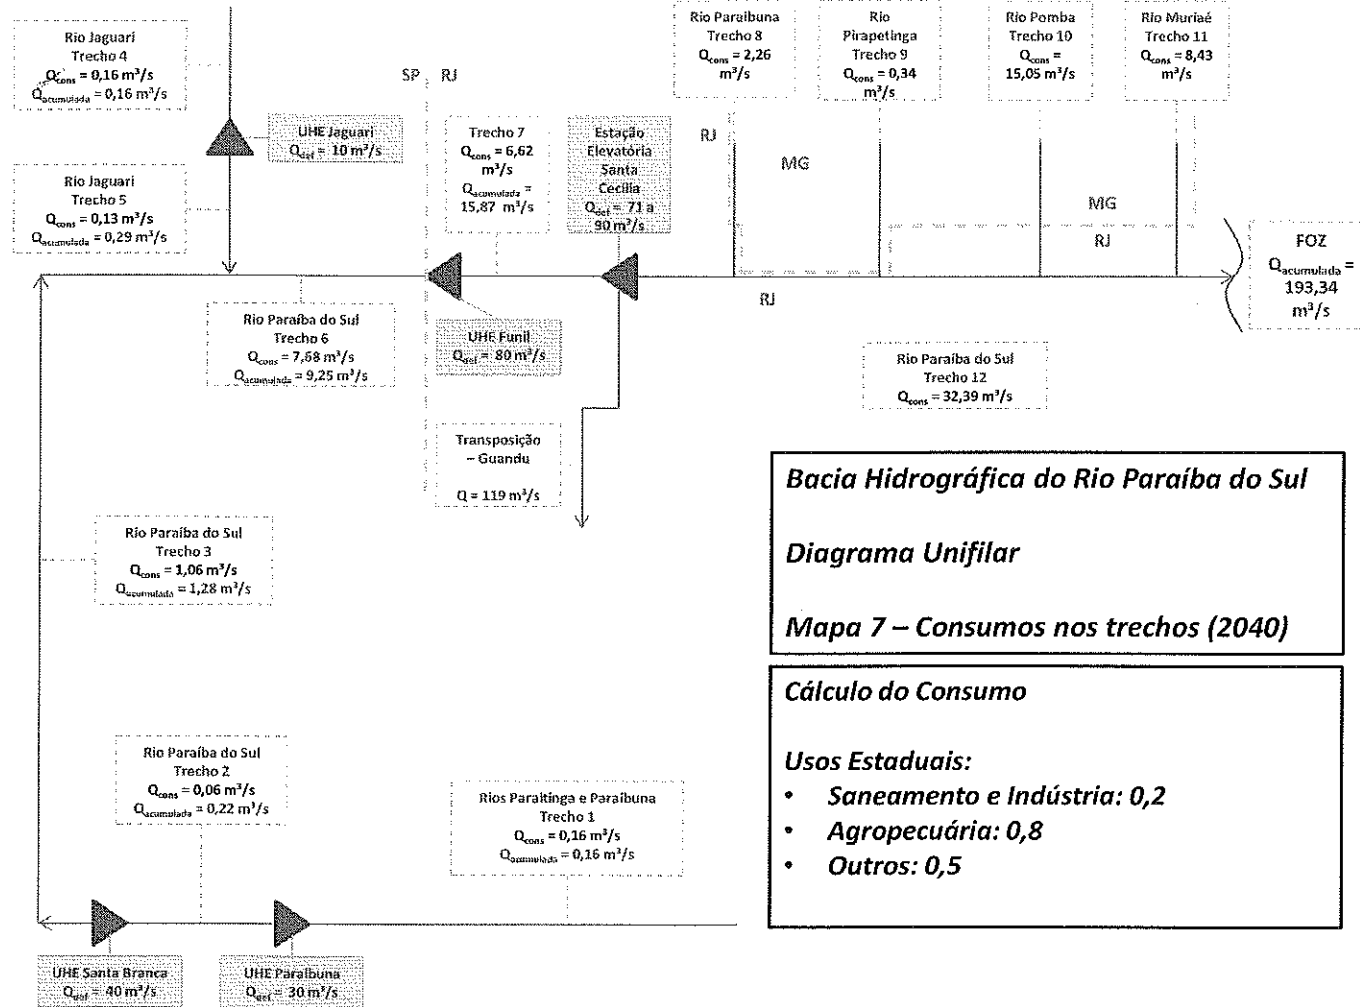 Rio Jaguari
Trecho 4
Qcons = 0,16 m³/s
Qacumulada = 0,16 m³/s
UHE Jaguari
Qdef = 10 m³/s
Rio Jaguari
Trecho 5
Qcons = 0,13 m³/s
Qacumulada = 0,29 m³/s
SP
RJ
Trecho 7
Qcons = 6,62
m³/s
Qacumulada =
15,87 m³/s
Estação
Elevatória
Santa
Cecília
Qdef = 71 a
90 m³/s
Rio Paraibuna
Trecho 8
Qcons = 2,26
m³/s
Rio
Pirapetinga
Trecho 9
Qcons = 0,34
m³/s
Rio Pomba
Trecho 10
Qcons =
15,05 m³/s
Rio Muriaé
Trecho 11
Qcons = 8,43
m³/s
RJ
MG
MG
RJ
RJ
FOZ
Qacumulada =
193,34
m³/s
Rio Paraíba do Sul
Trecho 6
Qcons = 7,68 m³/s
Qacumulada = 9,25 m³/s
UHE Funil
Qdef = 80 m³/s
Rio Paraíba do Sul
Trecho 12
Qcons = 32,39 m³/s
Transposição
– Guandu
Q = 119 m³/s
Rio Paraíba do Sul
Trecho 3
Qcons = 1,06 m³/s
Qacumulada = 1,28 m³/s
Bacia Hidrográfica do Rio Paraíba do Sul
Diagrama Unifilar
Mapa 7 – Consumos nos trechos (2040)
Cálculo do Consumo
Usos Estaduais:
• Saneamento e Indústria: 0,2
• Agropecuária: 0,8
• Outros: 0,5
Rio Paraíba do Sul
Trecho 2
Qcons = 0,06 m³/s
Qacumulada = 0,22 m³/s
Rios Paraitinga e Paraibuna
Trecho 1
Qcons = 0,16 m³/s
Qacumulada = 0,16 m³/s
UHE Santa Branca
Qdef = 40 m³/s
UHE Paraibuna
Qdef = 30 m³/s